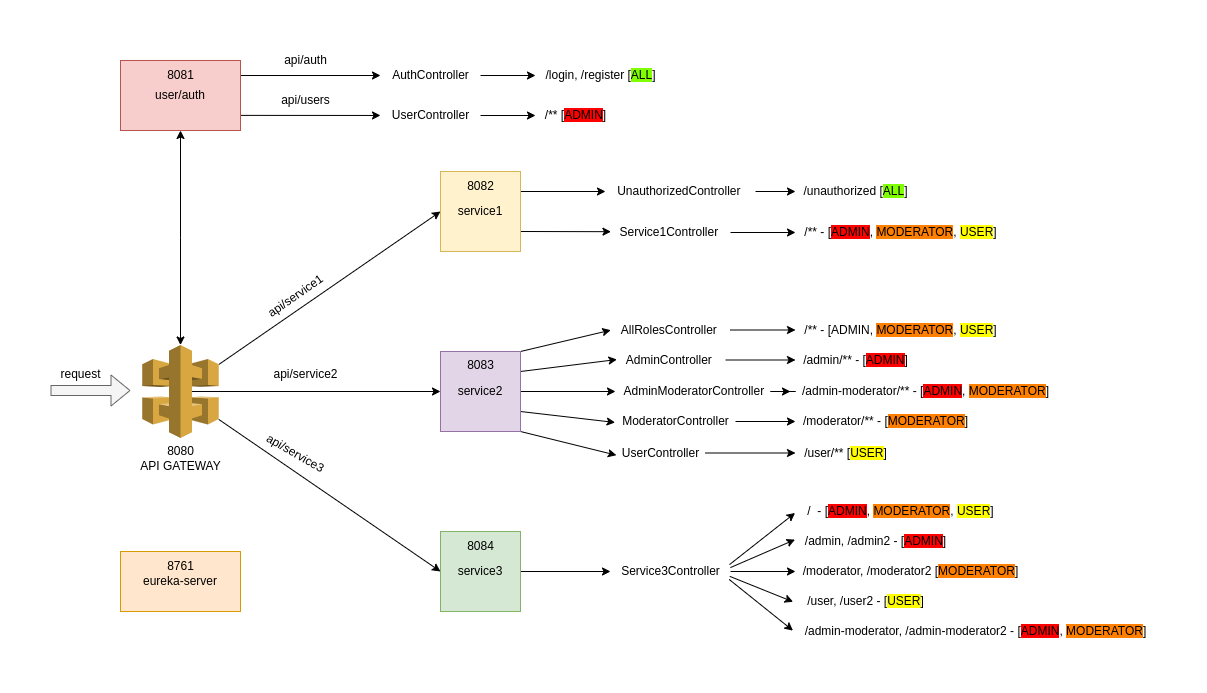 8081
user/auth
api/auth
AuthController
/login, /register [ALL]
api/users
UserController
/** [ADMIN]
8082
service1
UnauthorizedController
/unauthorized [ALL]
Service1Controller
/** - [ADMIN, MODERATOR, USER]
api/service1
request
8080
API GATEWAY
api/service2
8083
service2
AllRolesController
/** - [ADMIN, MODERATOR, USER]
AdminController
/admin/** - [ADMIN]
AdminModeratorController
/admin-moderator/** - [ADMIN, MODERATOR]
ModeratorController
/moderator/** - [MODERATOR]
UserController
/user/** [USER]
api/service3
8761
eureka-server
8084
service3
Service3Controller
/ - [ADMIN, MODERATOR, USER]
/admin, /admin2 - [ADMIN]
/moderator, /moderator2 [MODERATOR]
/user, /user2 - [USER]
/admin-moderator, /admin-moderator2 - [ADMIN, MODERATOR]